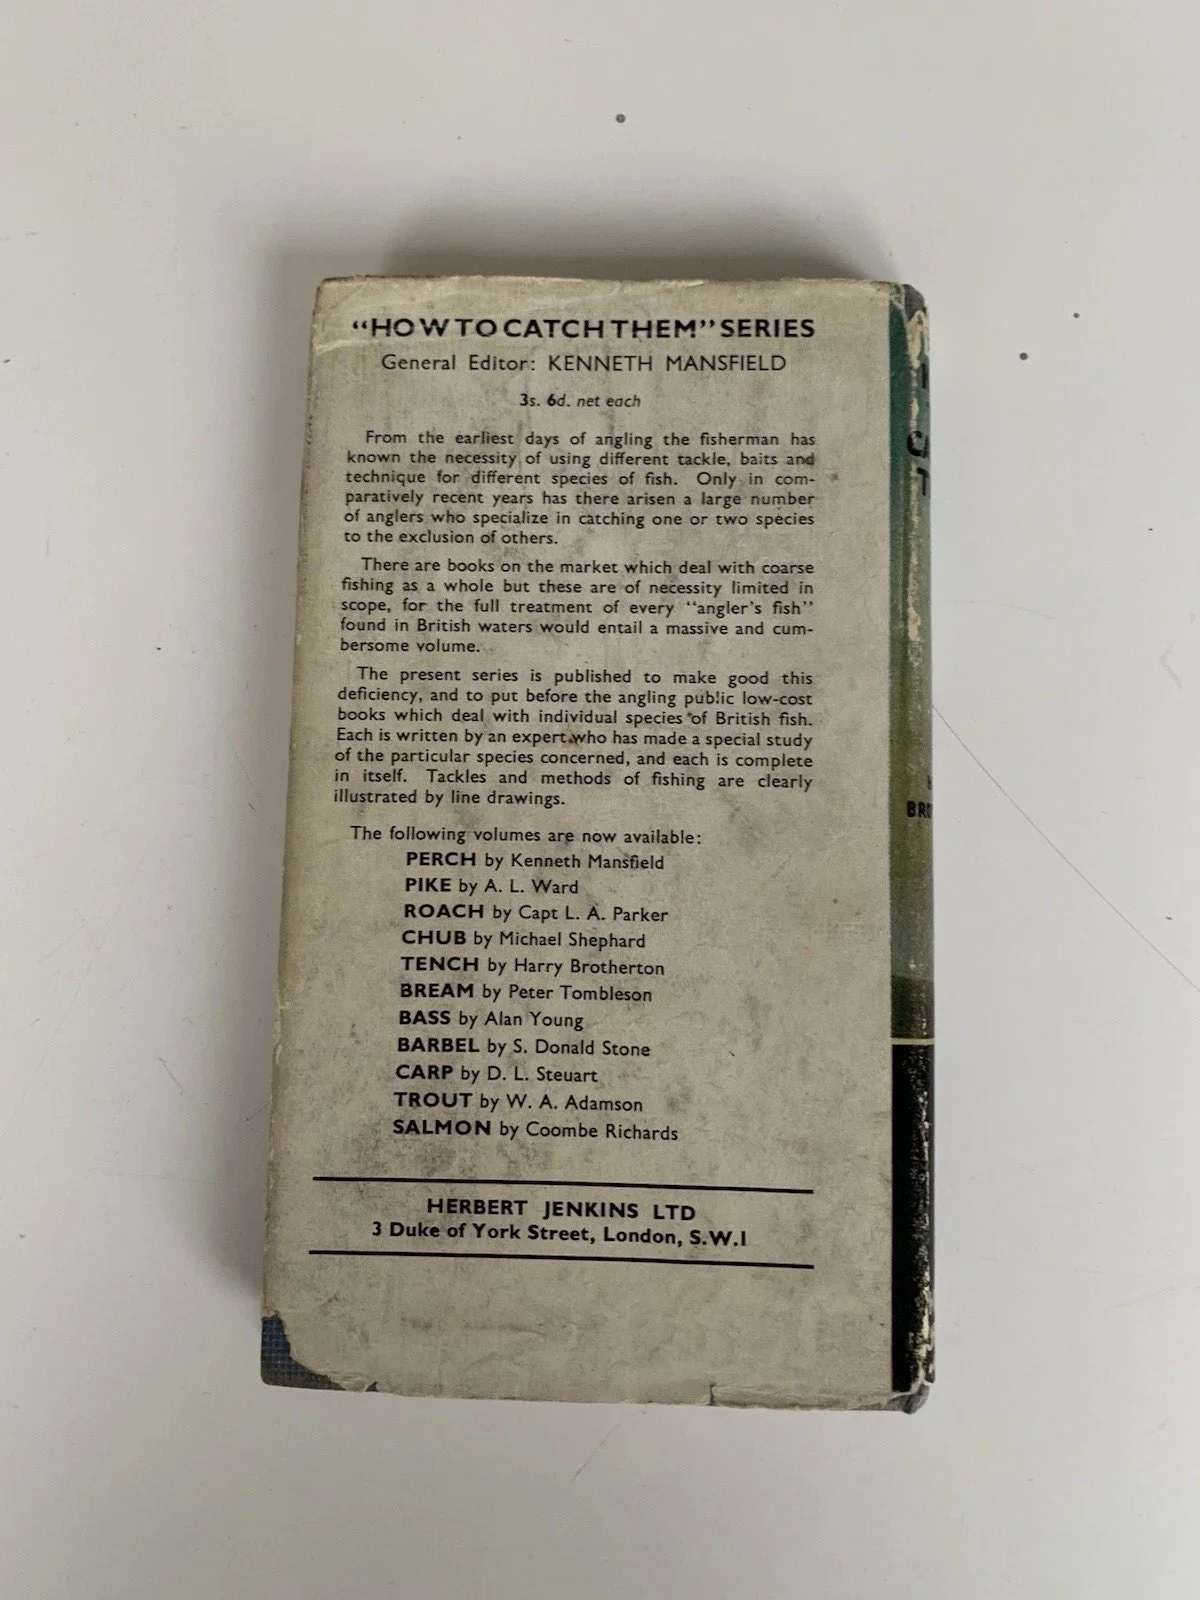 "HOW TO CATCH THEM" SERIES
General Editor: KENNETH MANSFIELD
3s. 6d. net each
From the earliest days of angling the fisherman has
known the necessity of using different tackle, baits and
technique for different species of fish. Only in com-
paratively recent years has there arisen a large number
of anglers who specialize in catching one or two species
to the exclusion of others.
There are books on the market which deal with coarse
fishing as a whole but these are of necessity limited in
scope, for the full treatment of every "angler's fish"
found in British waters would entail a massive and cum-
bersome volume.
The present series is published to make good this
deficiency, and to put before the angling public low-cost
books which deal with individual species of British fish.
Each is written by an expert who has made a special study
of the particular species concerned, and each is complete
in itself. Tackles and methods of fishing are clearly
illustrated by line drawings.
The following volumes are now available:
PERCH by Kenneth Mansfield
PIKE by A. L. Ward
ROACH by Capt L. A. Parker
CHUB by Michael Shephard
TENCH by Harry Brotherton
BREAM by Peter Tombleson
BASS by Alan Young
BARBEL by S. Donald Stone
CARP by D. L. Steuart
TROUT by W. A. Adamson
SALMON by Coombe Richards
HERBERT JENKINS LTD
3 Duke of York Street, London, S.W.1